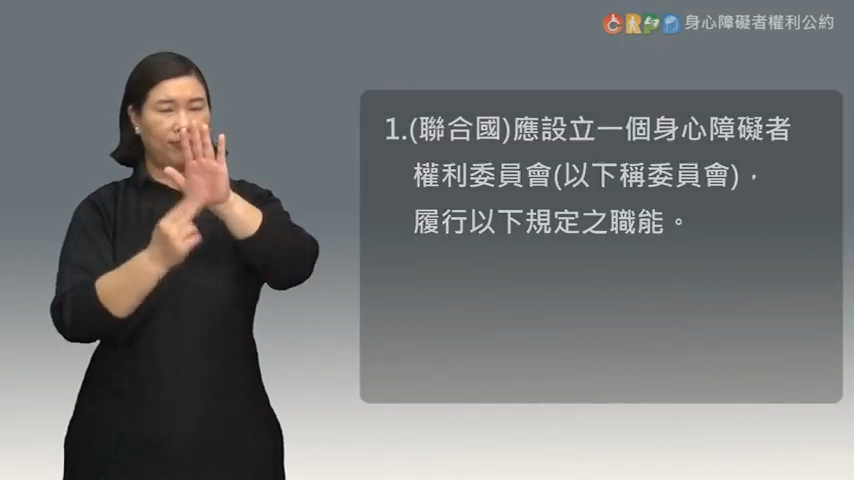 CRPD 身心障礙者權利公約
1.(聯合國)應設立一個身心障礙者
權利委員會(以下稱委員會)，
履行以下規定之職能。